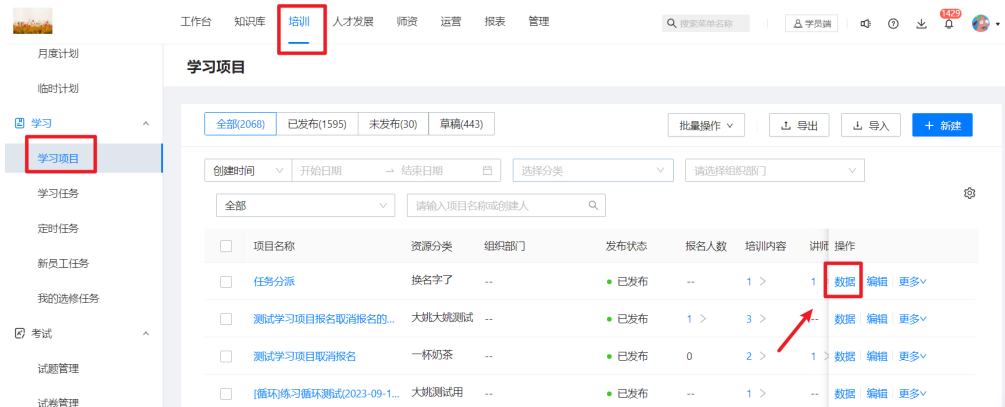 工作台 知识库 培训 人才发展 师资 运营 报表 管理 搜索菜单名称 学员端 1429
月度计划
临时计划
学习
学习项目
学习任务
定时任务
新员工任务
我的选修任务
考试
试题管理
试卷管理
学习项目
全部(2068) 已发布(1595) 未发布(30) 草稿(443) 批量操作 导出 导入 + 新建
创建时间 开始日期 → 结束日期 选择分类 请选择组织部门
全部 请输入项目名称或创建人
项目名称 资源分类 组织部门 发布状态 报名人数 培训内容 讲师 操作
任务分派 换名字了 -- 已发布 -- 1 > 1 数据 编辑 更多
测试学习项目报名取消报名的... 大姚大姚测试 -- 已发布 1 > 3 > -- 数据 编辑 更多
测试学习项目取消报名 一杯奶茶 -- 已发布 0 2 > 1 > 数据 编辑 更多
[循环]练习循环测试(2023-09-1... 大姚测试用 -- 已发布 -- 1 > -- 数据 编辑 更多